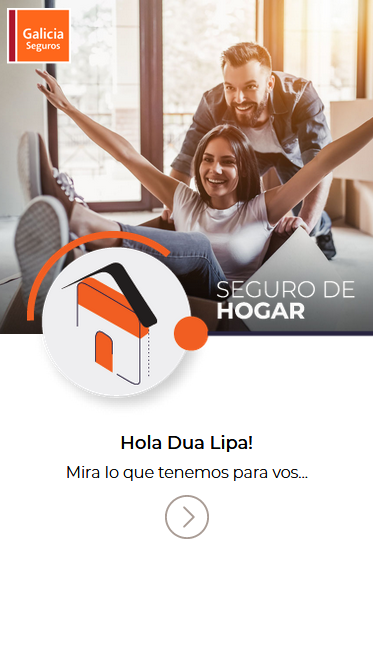 Galicia
Seguros
SEGURO DE
HOGAR
Hola Dua Lipa!
Mira lo que tenemos para vos...